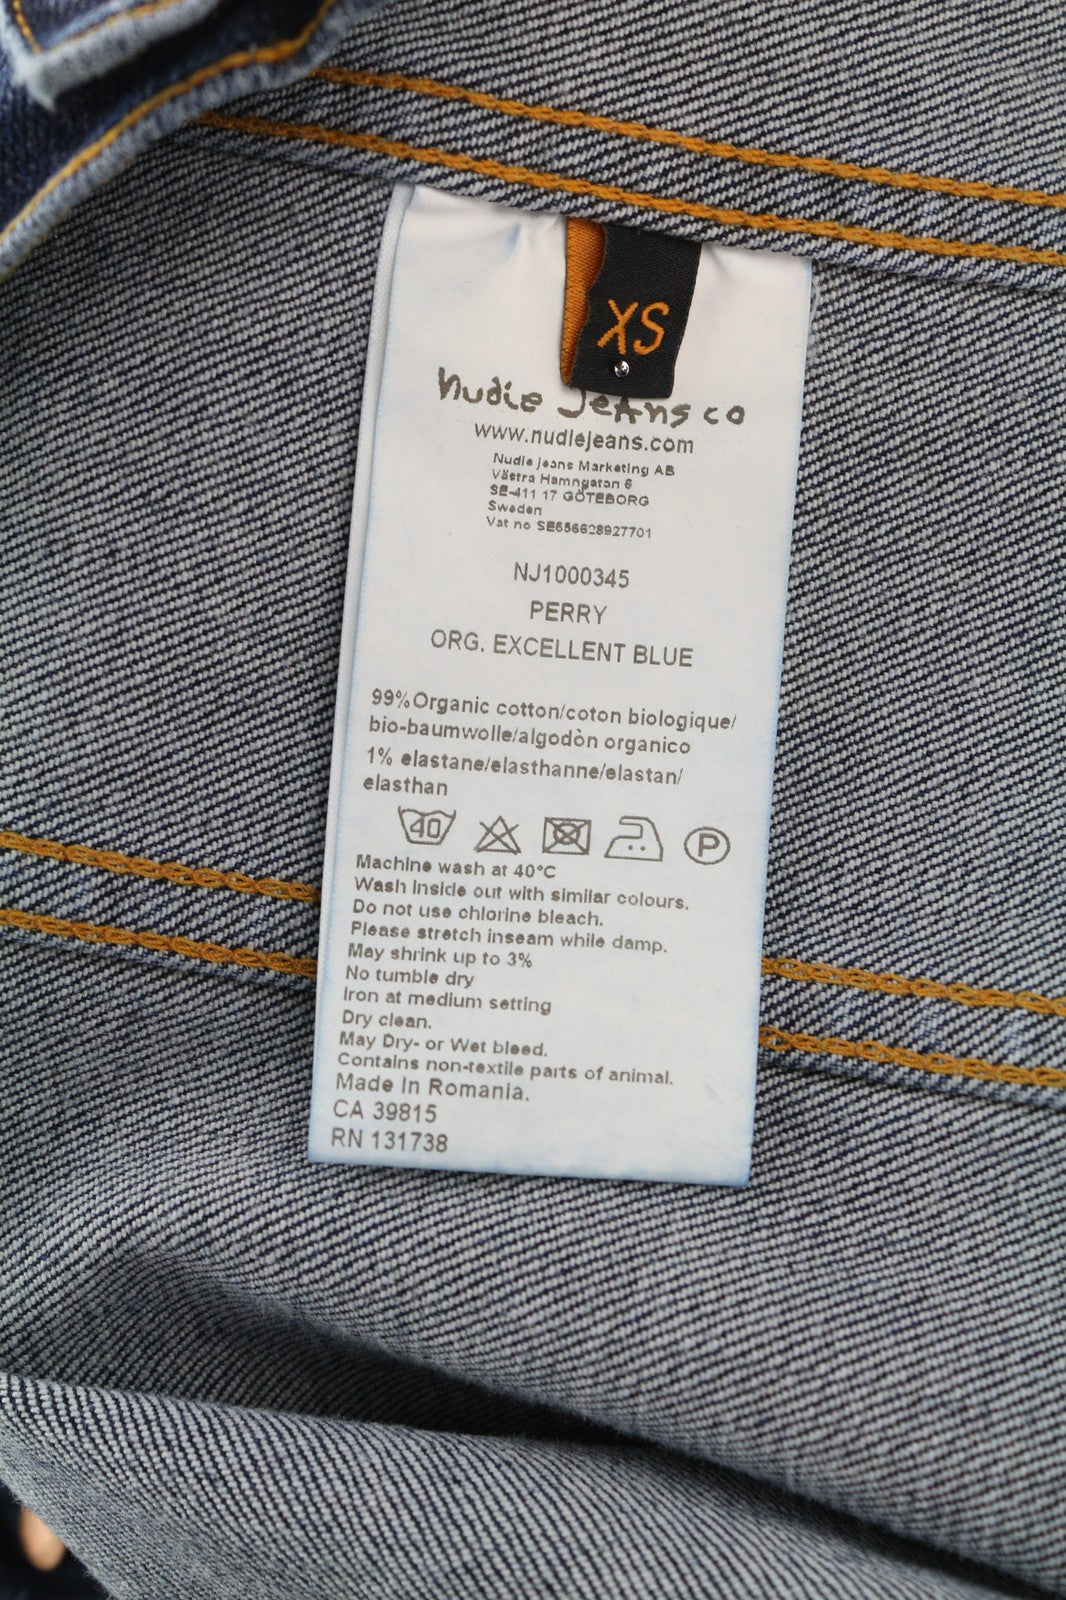 XS
nudie Jeans co
www.nudiejeans.com
Nudie Jeans Marketing AB
Västra Hamngatan 6
SE-411 17 GÖTEBORG
Sweden
Vat no SE556628927701
NJ1000345
PERRY
ORG. EXCELLENT BLUE
99%Organic cotton/coton biologique/
bio-baumwolle/algodòn organico
1% elastane/elasthanne/elastan/
elasthan
40 P
Machine wash at 40°C
Wash inside out with similar colours.
Do not use chlorine bleach.
Please stretch inseam while damp.
May shrink up to 3%
No tumble dry
Iron at medium setting
Dry clean.
May Dry- or Wet bleed.
Contains non-textile parts of animal.
Made in Romania.
CA 39815
RN 131738